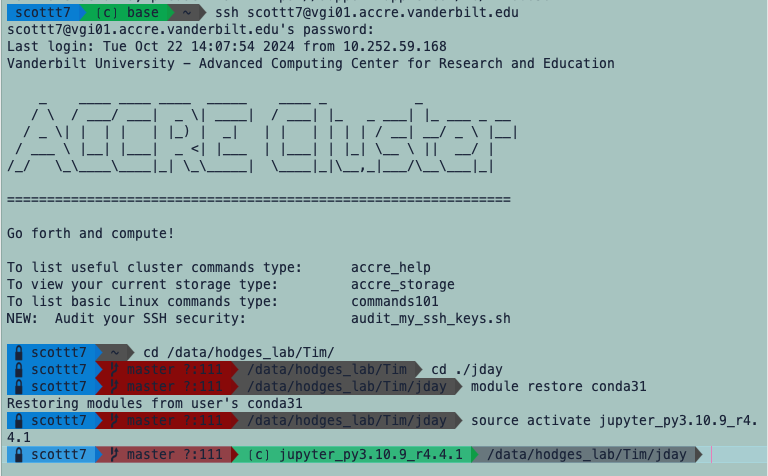 scottt7 (c) base ~ ssh scottt7@vgi01.accre.vanderbilt.edu
scottt7@vgi01.accre.vanderbilt.edu's password:
Last login: Tue Oct 22 14:07:54 2024 from 10.252.59.168
Vanderbilt University - Advanced Computing Center for Research and Education
ACCRE Cluster
============================================================
Go forth and compute!
To list useful cluster commands type: accre_help
To view your current storage type: accre_storage
To list basic Linux commands type: commands101
NEW: Audit your SSH security: audit_my_ssh_keys.sh
scottt7 ~ cd /data/hodges_lab/Tim/
scottt7 master ?:111 /data/hodges_lab/Tim cd ./jday
scottt7 master ?:111 /data/hodges_lab/Tim/jday module restore conda31
Restoring modules from user's conda31
scottt7 master ?:111 /data/hodges_lab/Tim/jday source activate jupyter_py3.10.9_r4.
4.1
scottt7 master ?:111 (c) jupyter_py3.10.9_r4.4.1 /data/hodges_lab/Tim/jday